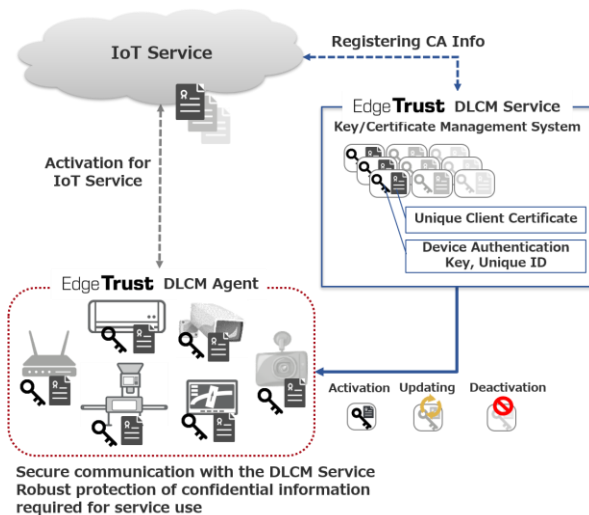 IoT Service
Registering CA Info
EdgeTrust DLCM Service
Key/Certificate Management System
Unique Client Certificate
Device Authentication
Key, Unique ID
Activation for
IoT Service
EdgeTrust DLCM Agent
Activation Updating Deactivation
Secure communication with the DLCM Service
Robust protection of confidential information
required for service use